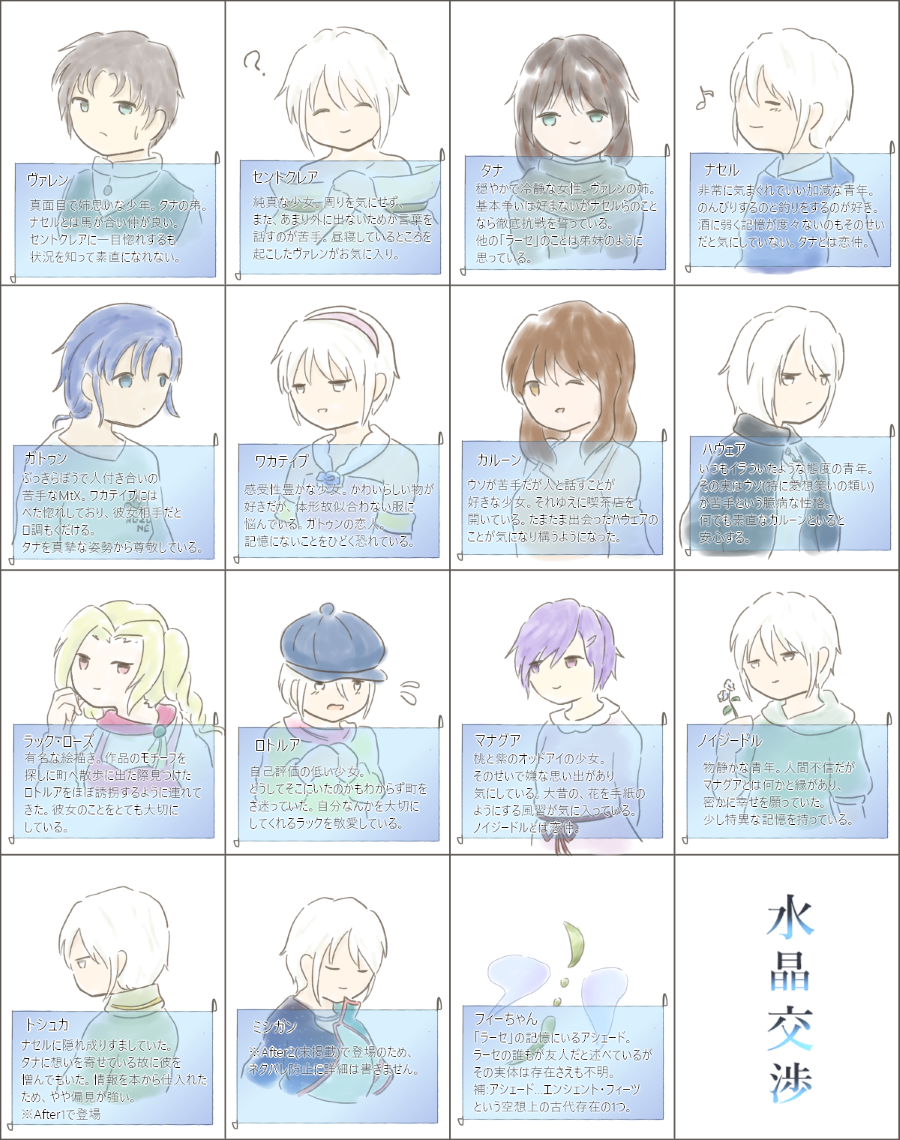 ?
ヴァレン
真面目で姉思いな少年。タナの弟。
ナセルとは馬が合い仲が良い。
セントクレアに一目惚れするも
状況を知って素直になれない。
セントクレア
純真な少女。周りを気にせず、
また、あまり外に出ないためか言葉を
話すのが苦手。昼寝しているところを
起こしたヴァレンがお気に入り。
タナ
穏やかで冷静な女性。ヴァレンの姉。
基本争いは好まないがナセルらのこと
なら徹底抗戦を誓っている。
他の「ラーセ」のことは弟妹のように
思っている。
ナセル
非常に気まぐれでいい加減な青年。
のんびりするのと釣りをするのが好き。
酒に弱く記憶が度々ないのもそのせい
だと気にしていない。タナとは恋仲。
ガトゥン
ぶっきらぼうで人付き合いの
苦手なMtX。ワカティプには
べた惚れしており、彼女相手だと
口調もくだける。
タナを真摯な姿勢から尊敬している。
ワカティプ
感受性豊かな少女。かわいらしい物が
好きだが、体形故似合わない服に
悩んでいる。ガトゥンの恋人。
記憶にないことをひどく恐れている。
カルーン
ウソが苦手だが人と話すことが
好きな少女。それゆえに喫茶店を
開いている。たまたま出会ったハウェアの
ことが気になり構うようになった。
ハウェア
いつもイラついたような態度の青年。
その実はウソ(特に愛想笑いの類い)
が苦手という臆病な性格。
何でも素直なカルーンといると
安心する。
ラック・ローズ
有名な絵描き。作品のモチーフを
探しに町へ散歩に出た際見つけた
ロトルアをほぼ誘拐するように連れて
きた。彼女のことをとても大切に
している。
ロトルア
自己評価の低い少女。
どうしてそこにいたのかもわからず町を
さ迷っていた。自分なんかを大切に
してくれるラックを敬愛している。
マナグア
桃と紫のオッドアイの少女。
そのせいで嫌な思い出があり
気にしている。大昔の、花を手紙の
ようにする風習が気に入っている。
ノイジードルとは恋仲。
ノイジードル
物静かな青年。人間不信だが
マナグアとは何かと縁があり、
密かに幸せを願っていた。
少し特異な記憶を持っている。
トシュカ
ナセルに隠れ成りすましていた。
タナに想いを寄せている故に彼を
憎んでもいた。情報を本から仕入れた
ため、やや偏見が強い。
※After1で登場
ミシガン
※After2(未掲載)で登場のため、
ネタバレ防止に詳細は書きません。
フィーちゃん
「ラーセ」の記憶にいるアシェード。
ラーセの誰もが友人だと述べているが
その実体は存在さえも不明。
補:アシェード…エンシェント・フィーツ
という空想上の古代存在の1つ。
水晶交渉